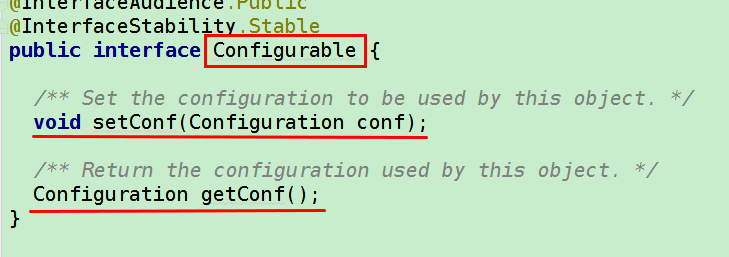 @InterfaceAudience.Public
@InterfaceStability.Stable
public interface Configurable {
/** Set the configuration to be used by this object. */
void setConf(Configuration conf);
/** Return the configuration used by this object. */
Configuration getConf();
}